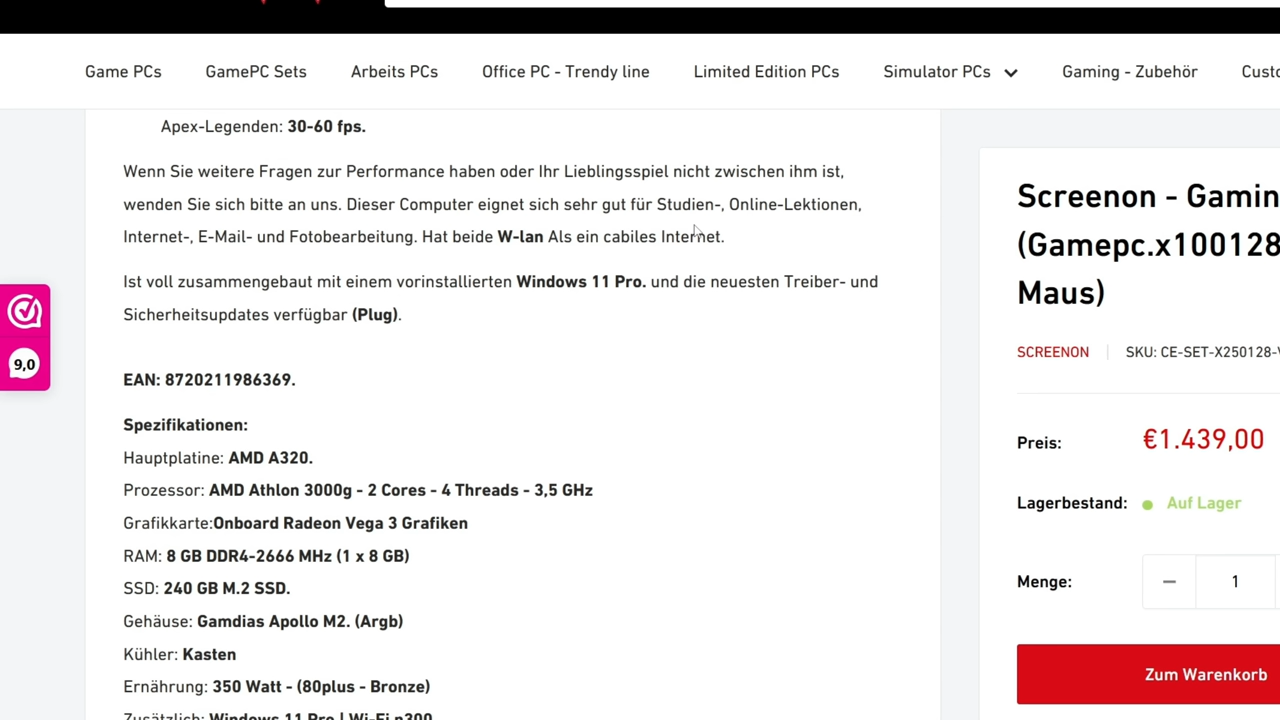 Game PCs GamePC Sets Arbeits PCs Office PC - Trendy line Limited Edition PCs Simulator PCs Gaming - Zubehör Custo
Apex-Legenden: 30-60 fps.
Wenn Sie weitere Fragen zur Performance haben oder Ihr Lieblingsspiel nicht zwischen ihm ist,
wenden Sie sich bitte an uns. Dieser Computer eignet sich sehr gut für Studien-, Online-Lektionen,
Internet-, E-Mail- und Fotobearbeitung. Hat beide W-lan Als ein cabiles Internet.
Ist voll zusammengebaut mit einem vorinstallierten Windows 11 Pro. und die neuesten Treiber- und
Sicherheitsupdates verfügbar (Plug).
EAN: 8720211986369.
Spezifikationen:
Hauptplatine: AMD A320.
Prozessor: AMD Athlon 3000g - 2 Cores - 4 Threads - 3,5 GHz
Grafikkarte:Onboard Radeon Vega 3 Grafiken
RAM: 8 GB DDR4-2666 MHz (1 x 8 GB)
SSD: 240 GB M.2 SSD.
Gehäuse: Gamdias Apollo M2. (Argb)
Kühler: Kasten
Ernährung: 350 Watt - (80plus - Bronze)
Zusätzlich: Windows 11 Pro | Wi-Fi n300
9,0
Screenon - Gamin
(Gamepc.x100128
Maus)
SCREENON SKU: CE-SET-X250128-V
Preis: €1.439,00
Lagerbestand: Auf Lager
Menge: − 1
Zum Warenkorb